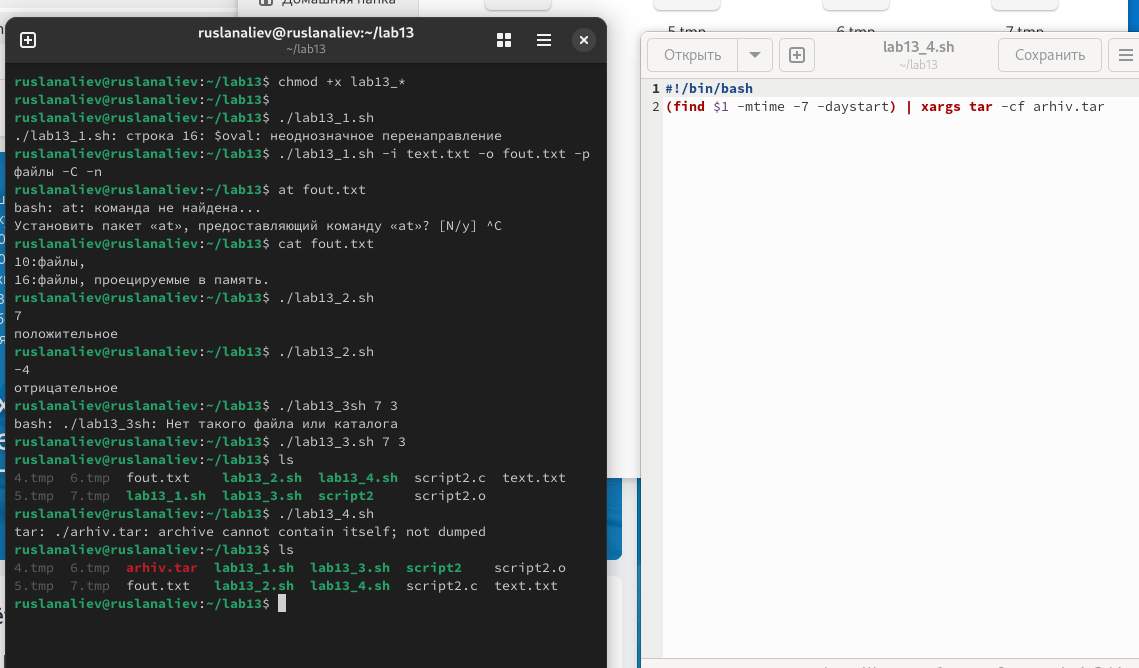 Домашняя папка
5.tmp 6.tmp 7.tmp
ruslanaliev@ruslanaliev:~/lab13
~/lab13
ruslanaliev@ruslanaliev:~/lab13$ chmod +x lab13_*
ruslanaliev@ruslanaliev:~/lab13$
ruslanaliev@ruslanaliev:~/lab13$ ./lab13_1.sh
./lab13_1.sh: строка 16: $oval: неоднозначное перенаправление
ruslanaliev@ruslanaliev:~/lab13$ ./lab13_1.sh -i text.txt -o fout.txt -p
файлы -C -n
ruslanaliev@ruslanaliev:~/lab13$ at fout.txt
bash: at: команда не найдена...
Установить пакет «at», предоставляющий команду «at»? [N/y] ^C
ruslanaliev@ruslanaliev:~/lab13$ cat fout.txt
10:файлы,
16:файлы, проецируемые в память.
ruslanaliev@ruslanaliev:~/lab13$ ./lab13_2.sh
7
положительное
ruslanaliev@ruslanaliev:~/lab13$ ./lab13_2.sh
-4
отрицательное
ruslanaliev@ruslanaliev:~/lab13$ ./lab13_3sh 7 3
bash: ./lab13_3sh: Нет такого файла или каталога
ruslanaliev@ruslanaliev:~/lab13$ ./lab13_3.sh 7 3
ruslanaliev@ruslanaliev:~/lab13$ ls
4.tmp 6.tmp fout.txt lab13_2.sh lab13_4.sh script2.c text.txt
5.tmp 7.tmp lab13_1.sh lab13_3.sh script2 script2.o
ruslanaliev@ruslanaliev:~/lab13$ ./lab13_4.sh
tar: ./arhiv.tar: archive cannot contain itself; not dumped
ruslanaliev@ruslanaliev:~/lab13$ ls
4.tmp 6.tmp arhiv.tar lab13_1.sh lab13_3.sh script2 script2.o
5.tmp 7.tmp fout.txt lab13_2.sh lab13_4.sh script2.c text.txt
ruslanaliev@ruslanaliev:~/lab13$
Открыть
lab13_4.sh
~/lab13
Сохранить
1 #!/bin/bash
2 (find $1 -mtime -7 -daystart) | xargs tar -cf arhiv.tar